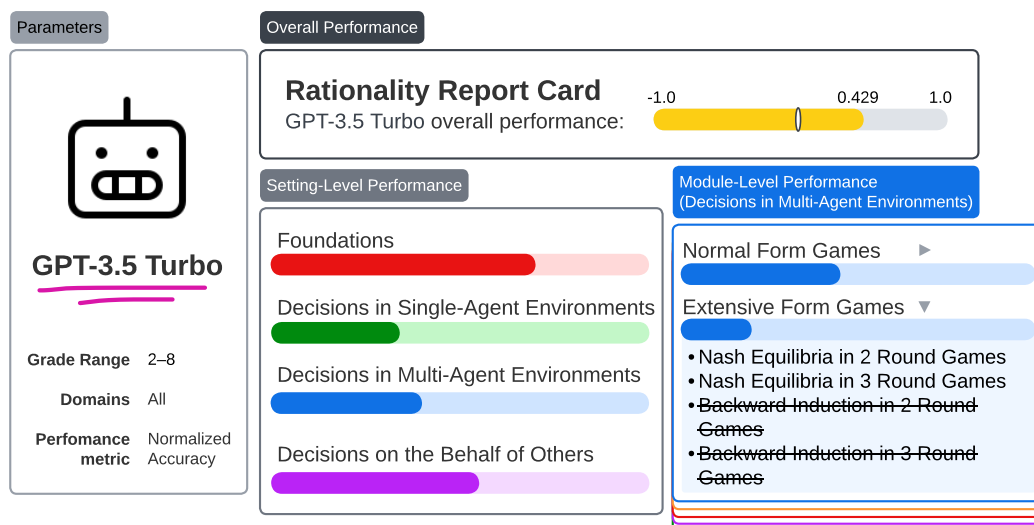 Parameters
GPT-3.5 Turbo
Grade Range 2–8
Domains All
Perfomance Normalized
metric Accuracy
Overall Performance
Rationality Report Card
GPT-3.5 Turbo overall performance:
-1.0 0.429 1.0
Setting-Level Performance
Foundations
Decisions in Single-Agent Environments
Decisions in Multi-Agent Environments
Decisions on the Behalf of Others
Module-Level Performance
(Decisions in Multi-Agent Environments)
Normal Form Games
Extensive Form Games
• Nash Equilibria in 2 Round Games
• Nash Equilibria in 3 Round Games
• Backward Induction in 2 Round
Games
• Backward Induction in 3 Round
Games